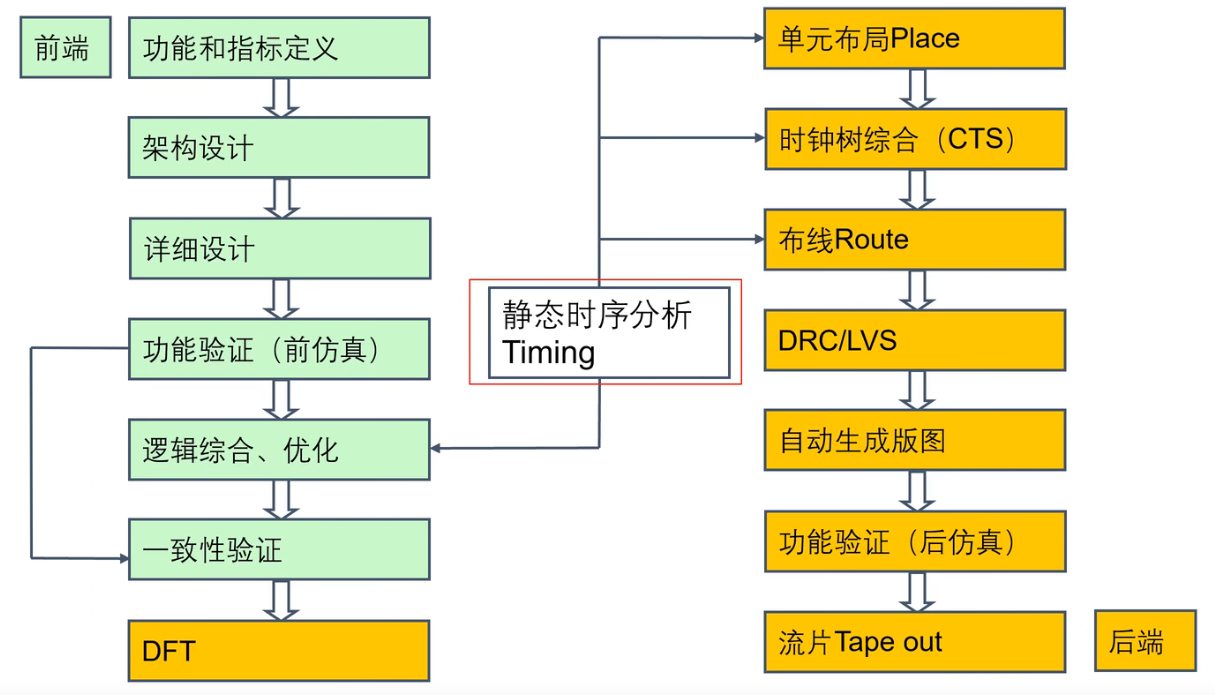 前端
功能和指标定义
架构设计
详细设计
功能验证（前仿真）
逻辑综合、优化
一致性验证
DFT
静态时序分析
Timing
单元布局Place
时钟树综合（CTS）
布线Route
DRC/LVS
自动生成版图
功能验证（后仿真）
流片Tape out
后端